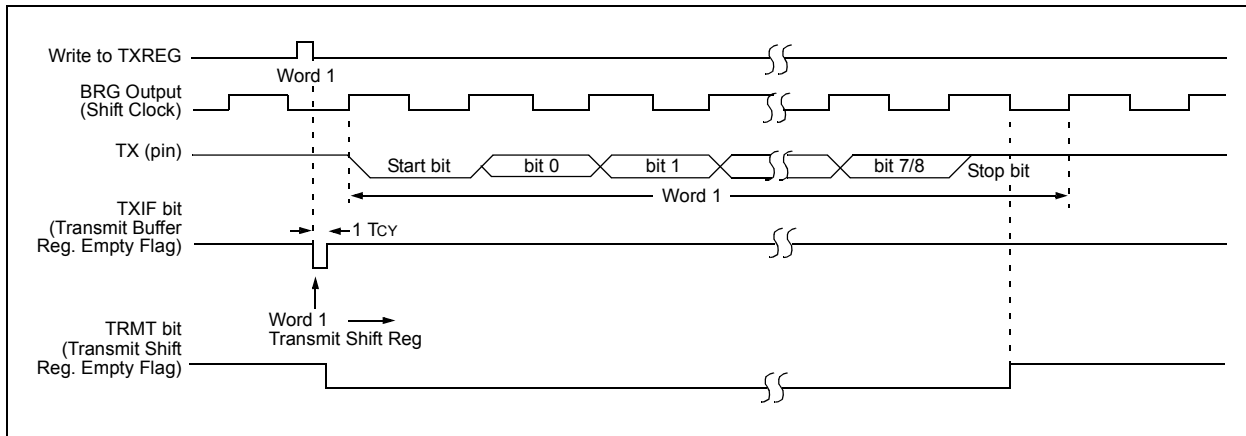 Write to TXREG
Word 1
BRG Output
(Shift Clock)
TX (pin)
Start bit
bit 0
bit 1
bit 7/8
Stop bit
Word 1
TXIF bit
(Transmit Buffer
Reg. Empty Flag)
1 TCY
Word 1
Transmit Shift Reg
TRMT bit
(Transmit Shift
Reg. Empty Flag)